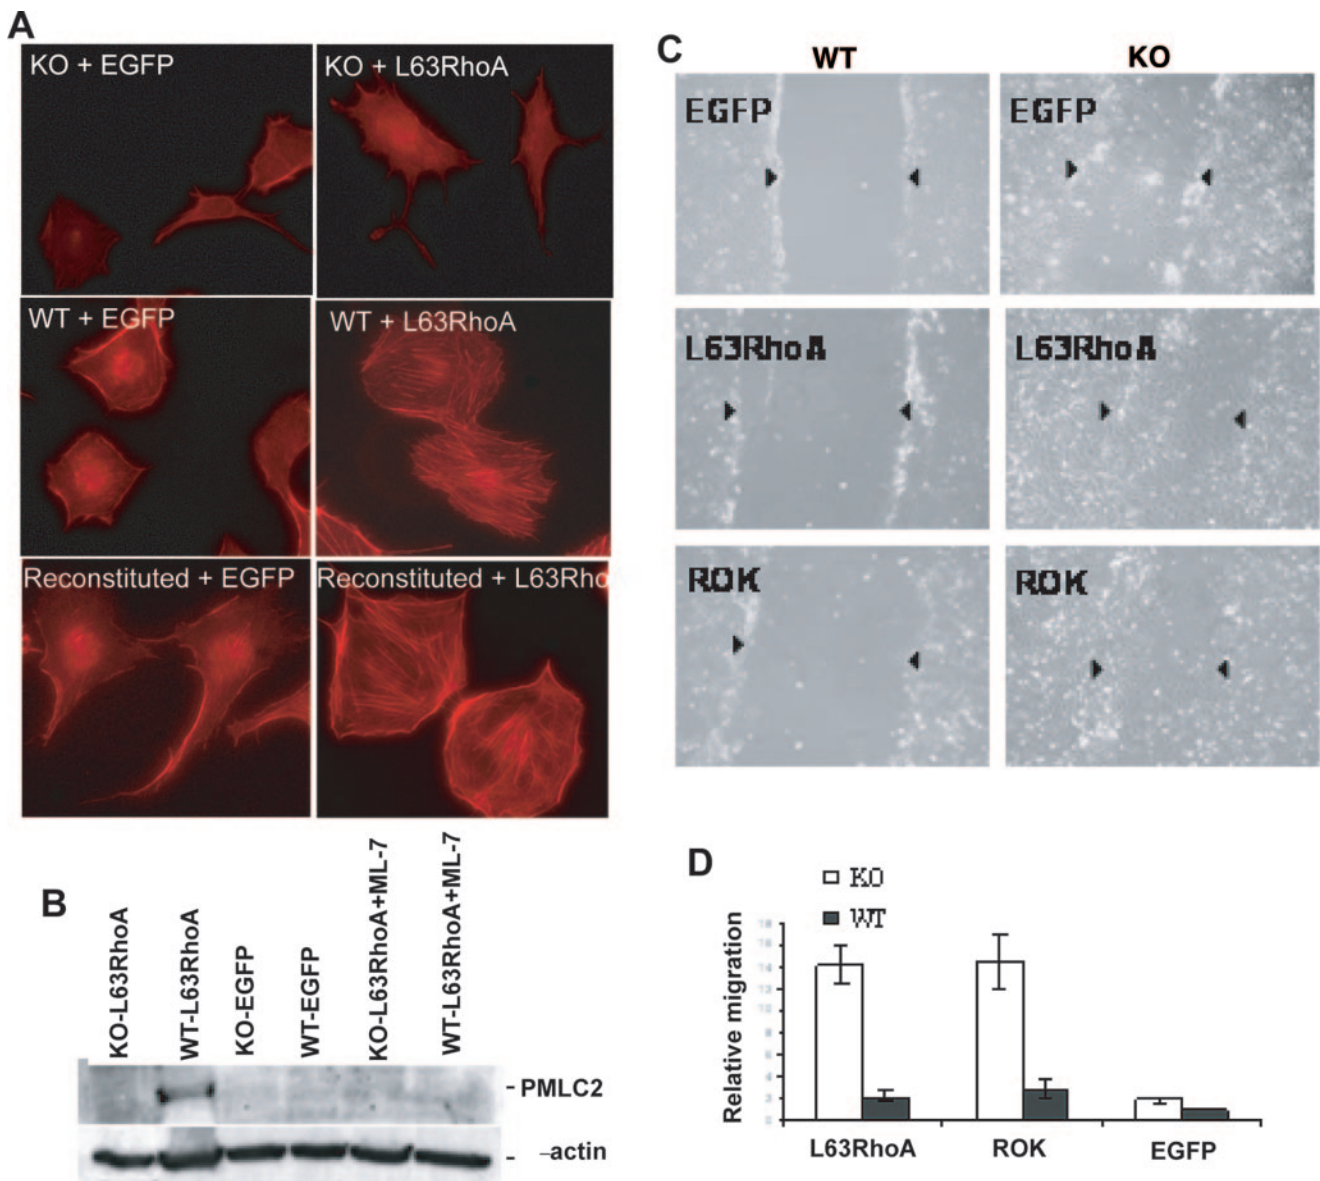 A
KO + EGFP
KO + L63RhoA
WT + EGFP
WT + L63RhoA
Reconstituted + EGFP
Reconstituted + L63Rho
B
KO-L63RhoA
WT-L63RhoA
KO-EGFP
WT-EGFP
KO-L63RhoA+ML-7
WT-L63RhoA+ML-7
- PMLC2
- –actin
C
WT
KO
EGFP
EGFP
L63RhoA
L63RhoA
ROK
ROK
D
KO
WT
Relative migration
14
12
L63RhoA
ROK
EGFP